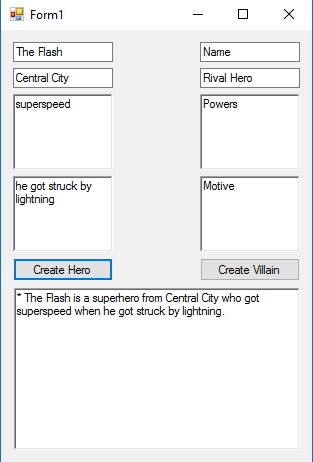 Form1
The Flash
Name
Central City
Rival Hero
superspeed
Powers
he got struck by
lightning
Motive
Create Hero
Create Villain
* The Flash is a superhero from Central City who got
superspeed when he got struck by lightning.